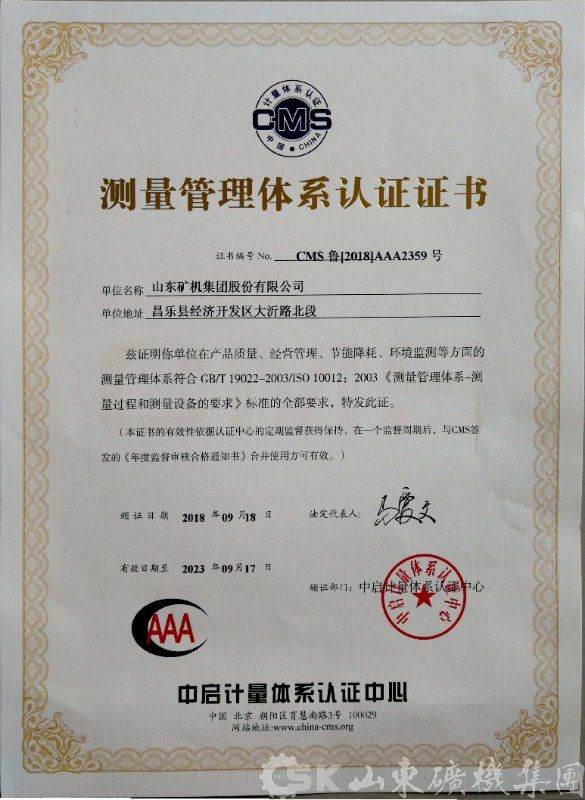 计量体系认证
CMS
中国 • CHINA
测量管理体系认证证书
证书编号 No. CMS 鲁[2018]AAA2359 号
单位名称 山东矿机集团股份有限公司
单位地址 昌乐县经济开发区大沂路北段
兹证明你单位在产品质量、经营管理、节能降耗、环境监测等方面的
测量管理体系符合 GB/T 19022-2003/ISO 10012：2003《测量管理体系-测
量过程和测量设备的要求》标准的全部要求，特发此证。
（本证书的有效性依据认证中心的定期监督获得保持，在一个监督周期后，与CMS签
发的《年度监督审核合格通知书》合并使用方可有效。）
颁证日期 2018 年 09 月 18 日 法定代表人：
有效日期至 2023 年 09 月 17 日
颁证部门：中启计量体系认证中心
中启计量体系认证中心
AAA
中启计量体系认证中心
中国 北京 朝阳区育慧南路3号 100029
网站地址:www.china-cms.org
SK 山東礦機集團